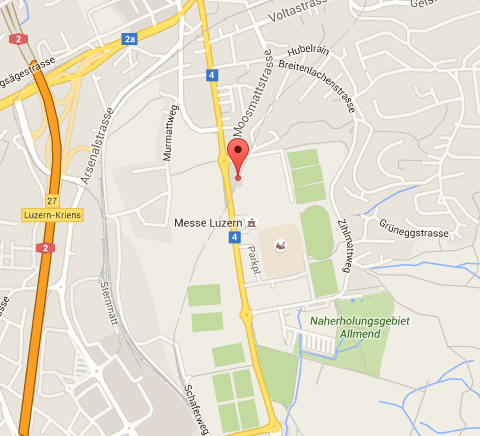 Voltastrasse
2
2a
Hubelrain
4
Moosmattstrasse
Breitenlachenstrasse
Murmattweg
Arsenalstrasse
27
Luzern-Kriens
Messe Luzern
4
Zihlmattweg
Grüneggstrasse
2
Parkpl.
Sternmatt
Naherholungsgebiet
Allmend
Schäferweg